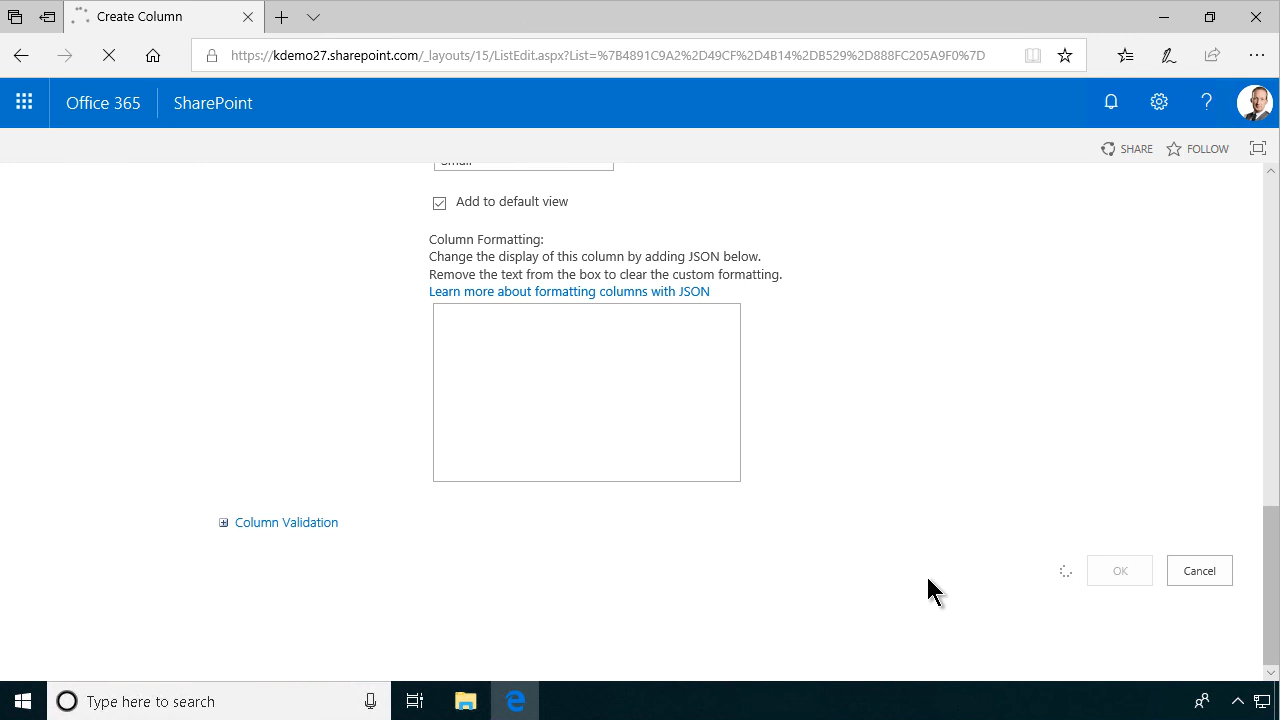 Create Column
https://kdemo27.sharepoint.com/_layouts/15/ListEdit.aspx?List=%7B4891C9A2%2D49CF%2D4B14%2DB529%2D888FC205A9F0%7D
Office 365
SharePoint
SHARE
FOLLOW
Add to default view
Column Formatting:
Change the display of this column by adding JSON below.
Remove the text from the box to clear the custom formatting.
Learn more about formatting columns with JSON
Column Validation
OK
Cancel
Type here to search